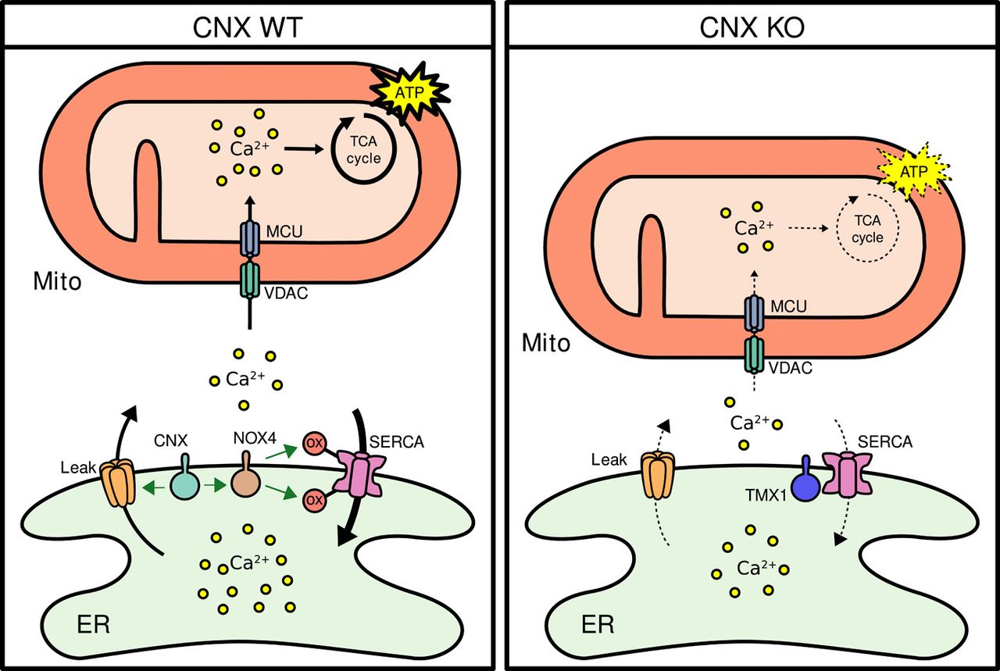 CNX WT
ATP
Ca²⁺
TCA
cycle
MCU
VDAC
Mito
Ca²⁺
CNX
NOX4
OX
SERCA
Leak
OX
Ca²⁺
ER
CNX KO
ATP
Ca²⁺
TCA
cycle
MCU
VDAC
Mito
Ca²⁺
Leak
SERCA
TMX1
Ca²⁺
ER